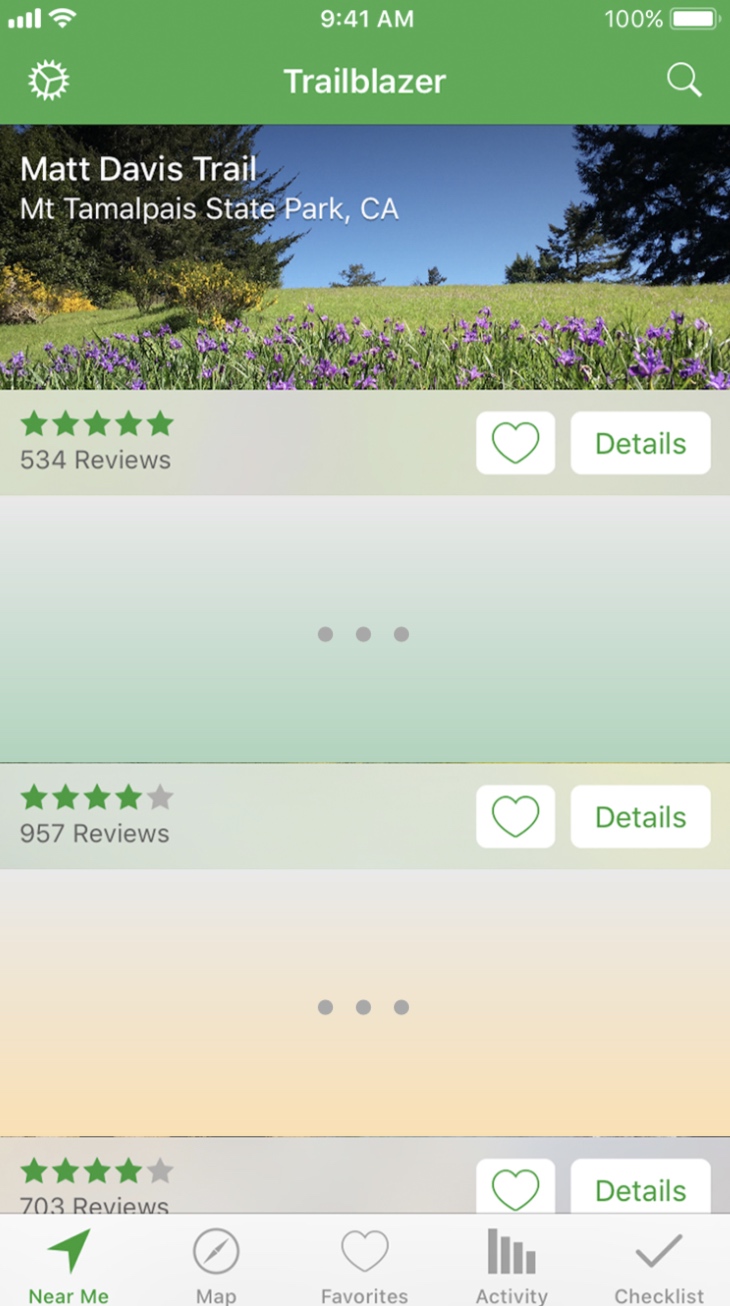 9:41 AM
100%
Trailblazer
Matt Davis Trail
Mt Tamalpais State Park, CA
534 Reviews
Details
957 Reviews
Details
703 Reviews
Details
Near Me
Map
Favorites
Activity
Checklist